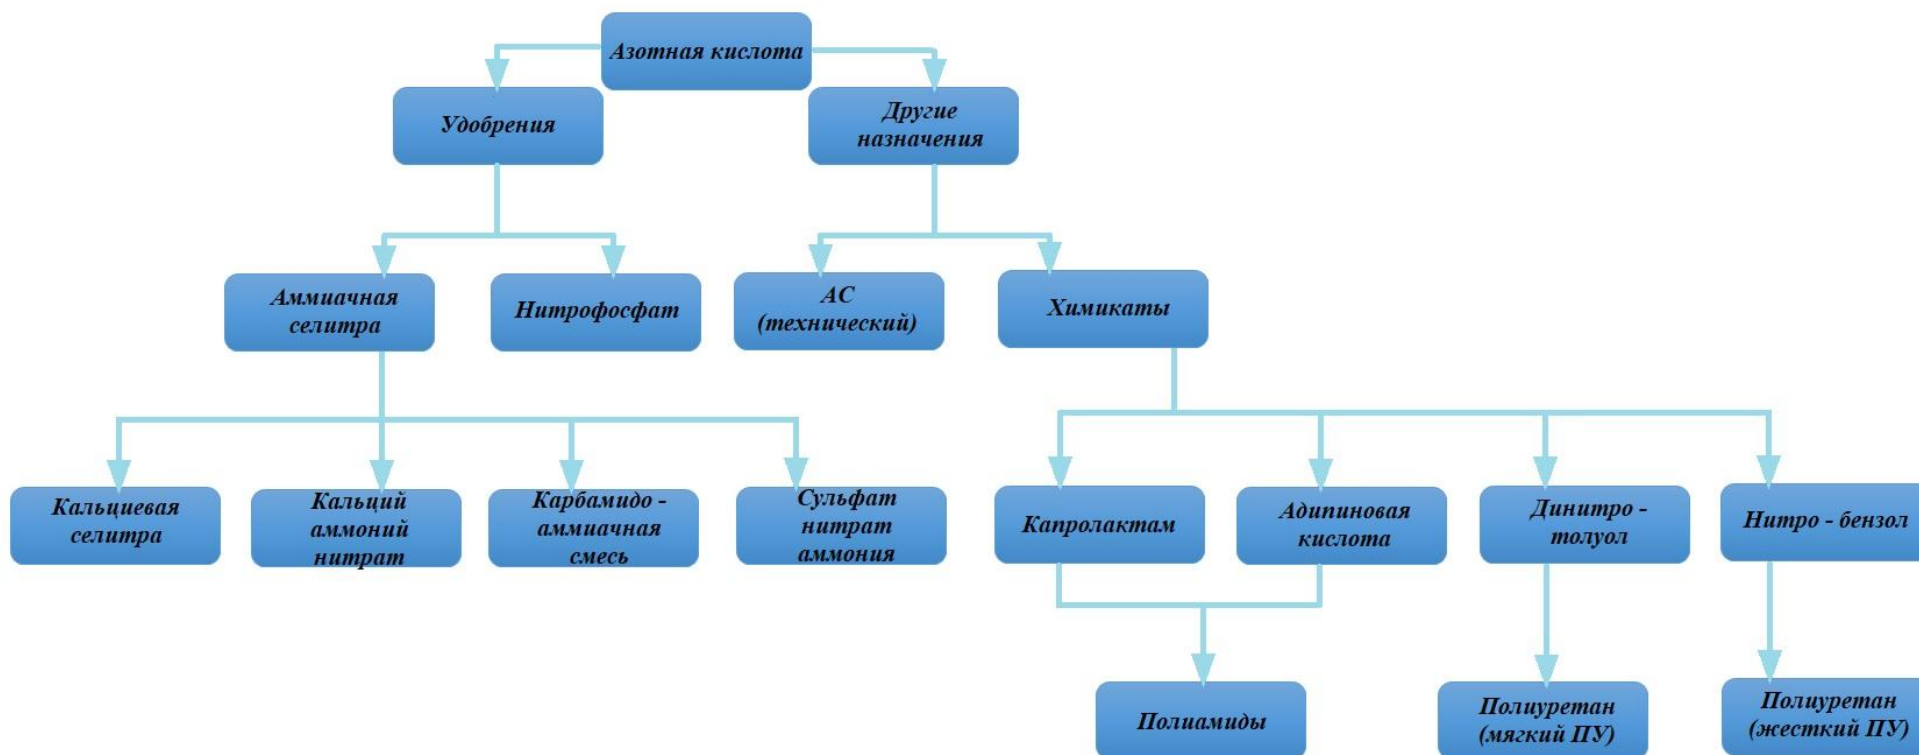 Азотная кислота
Удобрения
Другие
назначения
Аммиачная
селитра
Нитрофосфат
АС
(технический)
Химикаты
Кальциевая
селитра
Кальций
аммоний
нитрат
Карбамидо -
аммиачная
смесь
Сульфат
нитрат
аммония
Капролактам
Адипиновая
кислота
Динитро -
толуол
Нитро - бензол
Полиамиды
Полиуретан
(мягкий ПУ)
Полиуретан
(жесткий ПУ)